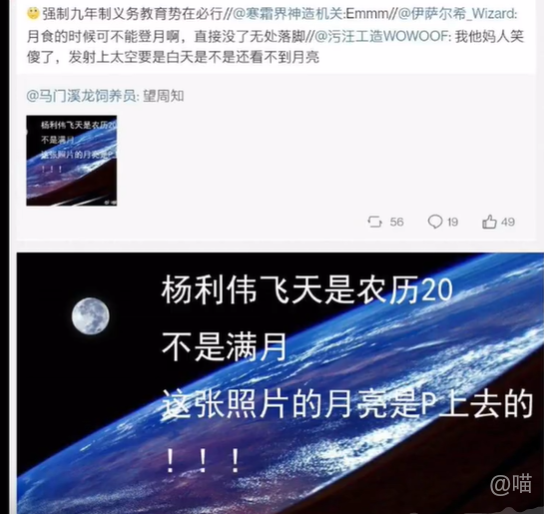 强制九年制义务教育势在必行//@寒霜界神造机关:Emmm//@伊萨尔希_Wizard:
月食的时候可不能登月啊，直接没了无处落脚//@污汪工造WOWOOF: 我他妈人笑
傻了，发射上太空要是白天是不是还看不到月亮
@马门溪龙饲养员: 望周知
杨利伟飞天是农历20
不是满月
这张照片的月亮是P
！！！
56 19 49
杨利伟飞天是农历20
不是满月
这张照片的月亮是P上去的
！！！
@喵